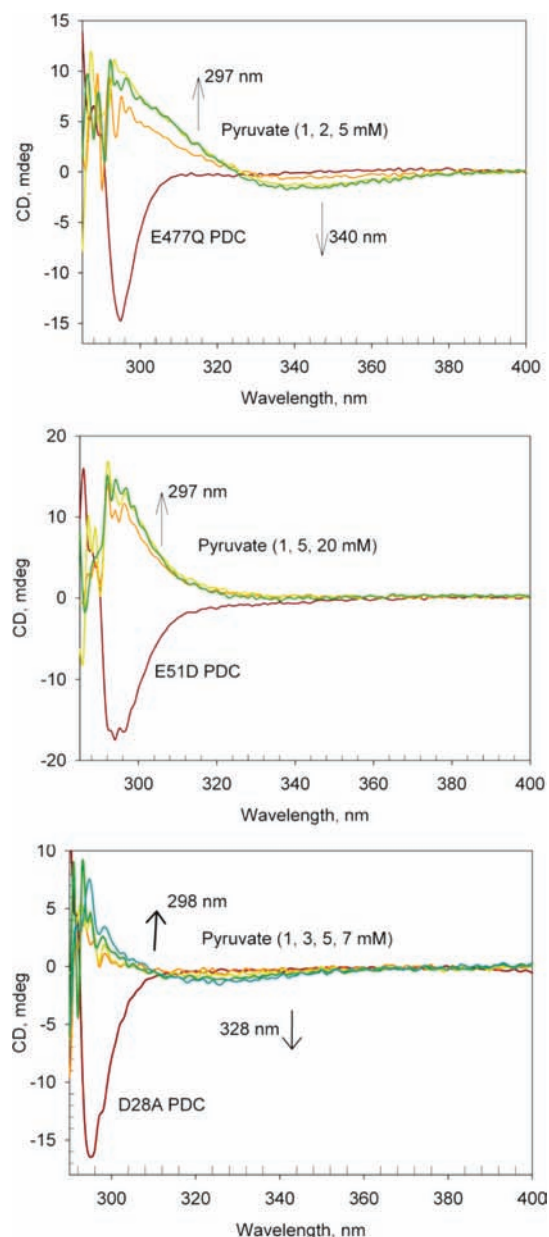 15
10
5
0
-5
-10
-15
CD, mdeg
297 nm
Pyruvate (1, 2, 5 mM)
E477Q PDC
340 nm
300 320 340 360 380 400
Wavelength, nm
20
10
0
-10
-20
CD, mdeg
297 nm
Pyruvate (1, 5, 20 mM)
E51D PDC
300 320 340 360 380 400
Wavelength, nm
10
5
0
-5
-10
-15
CD, mdeg
298 nm
Pyruvate (1, 3, 5, 7 mM)
328 nm
D28A PDC
300 320 340 360 380 400
Wavelength, nm